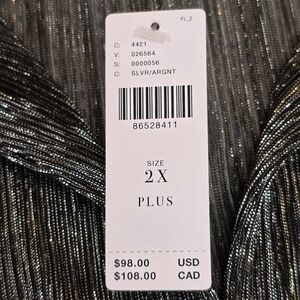 FL_2
C: 4421
V: 026564
S: 0000056
C: SLVR/ARGNT
86528411
SIZE
2X
PLUS
$98.00 USD
$108.00 CAD